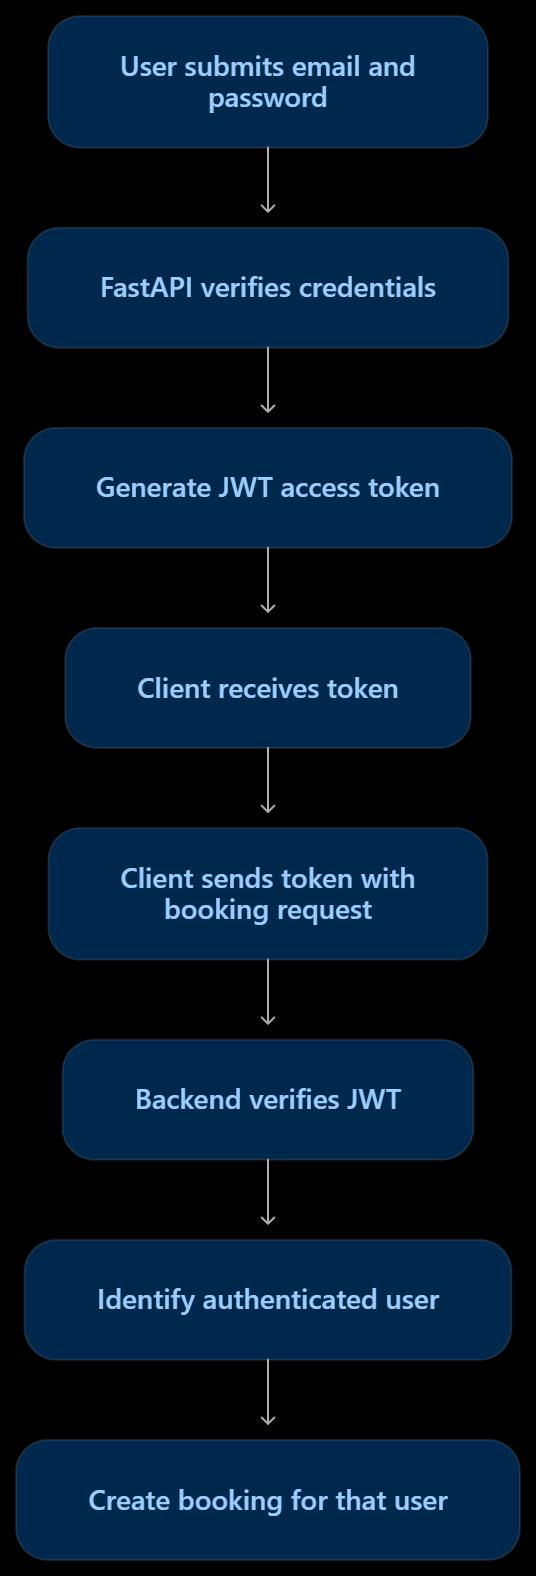 User submits email and
password
FastAPI verifies credentials
Generate JWT access token
Client receives token
Client sends token with
booking request
Backend verifies JWT
Identify authenticated user
Create booking for that user